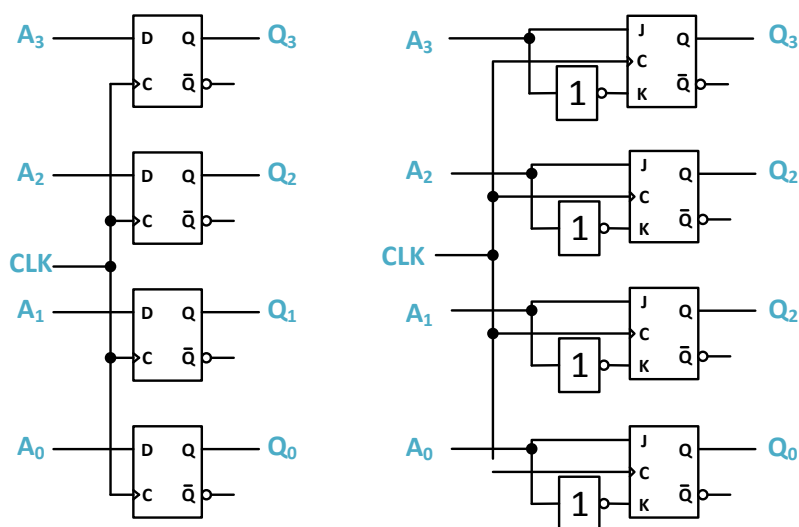 A3 D Q Q3
C Q̅
A2 D Q Q2
C Q̅
CLK
A1 D Q Q1
C Q̅
A0 D Q Q0
C Q̅
A3 J Q Q3
C Q̅
1 K
A2 J Q Q2
C Q̅
1 K
CLK
A1 J Q Q2
C Q̅
1 K
A0 J Q Q0
C Q̅
1 K